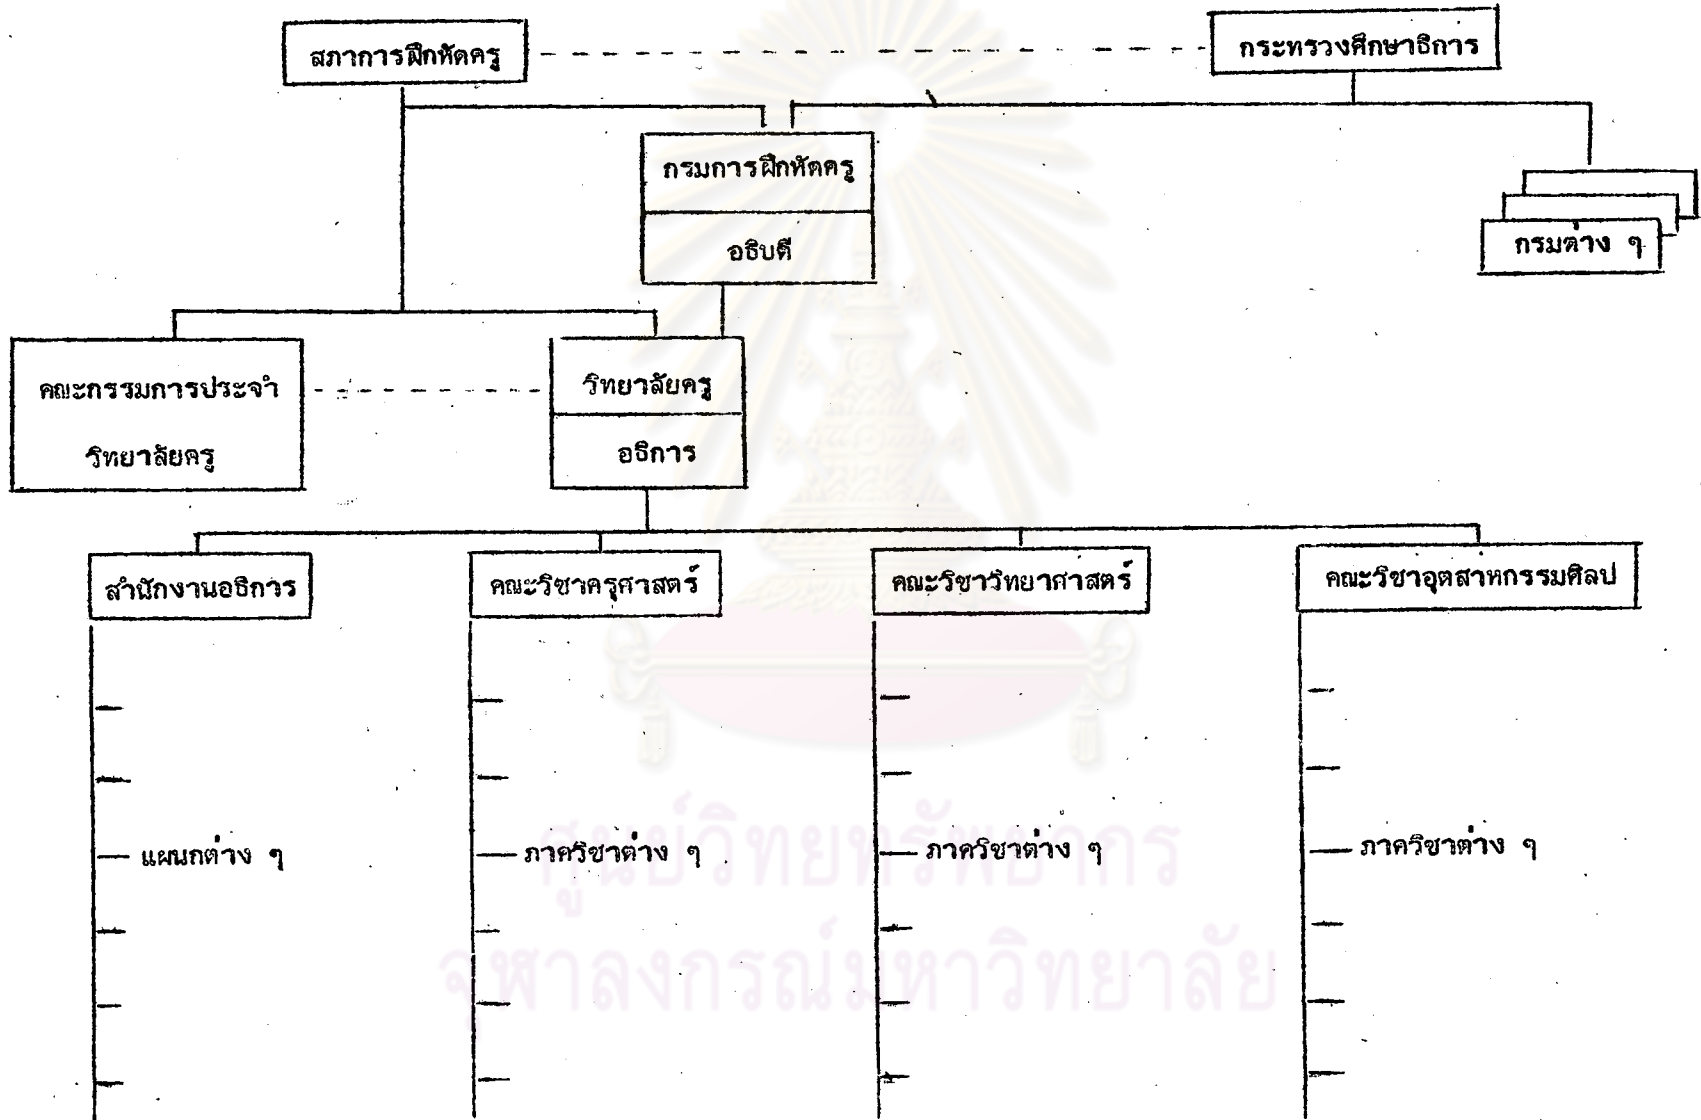 สภาการฝึกหัดครู
กระทรวงศึกษาธิการ
กรมการฝึกหัดครู
อธิบดี
กรมต่าง ๆ
คณะกรรมการประจำ
วิทยาลัยครู
วิทยาลัยครู
อธิการ
สำนักงานอธิการ
คณะวิชาครุศาสตร์
คณะวิชาวิทยาศาสตร์
คณะวิชาอุตสาหกรรมศิลป
แผนกต่าง ๆ
ภาควิชาต่าง ๆ
ภาควิชาต่าง ๆ
ภาควิชาต่าง ๆ
ศูนย์วิทยทรัพยากร
จุฬาลงกรณ์มหาวิทยาลัย